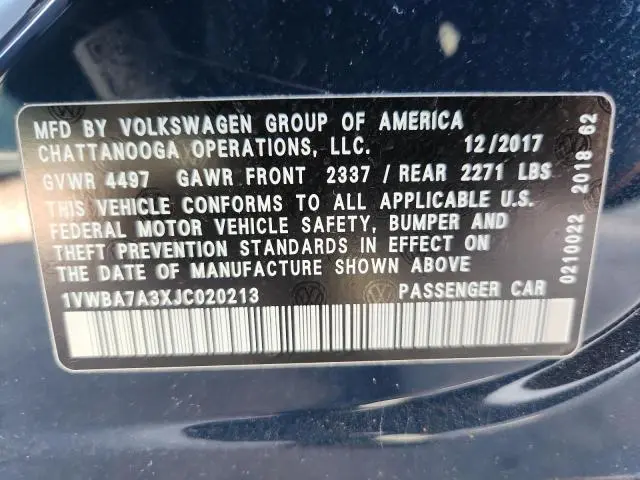 MFD BY VOLKSWAGEN GROUP OF AMERICA
CHATTANOOGA OPERATIONS, LLC. 12/2017
GVWR 4497 GAWR FRONT 2337 / REAR 2271 LBS
THIS VEHICLE CONFORMS TO ALL APPLICABLE U.S.
FEDERAL MOTOR VEHICLE SAFETY, BUMPER AND
THEFT PREVENTION STANDARDS IN EFFECT ON
THE DATE OF MANUFACTURE SHOWN ABOVE
1VWBA7A3XJC020213 PASSENGER CAR
0210022 2018 62